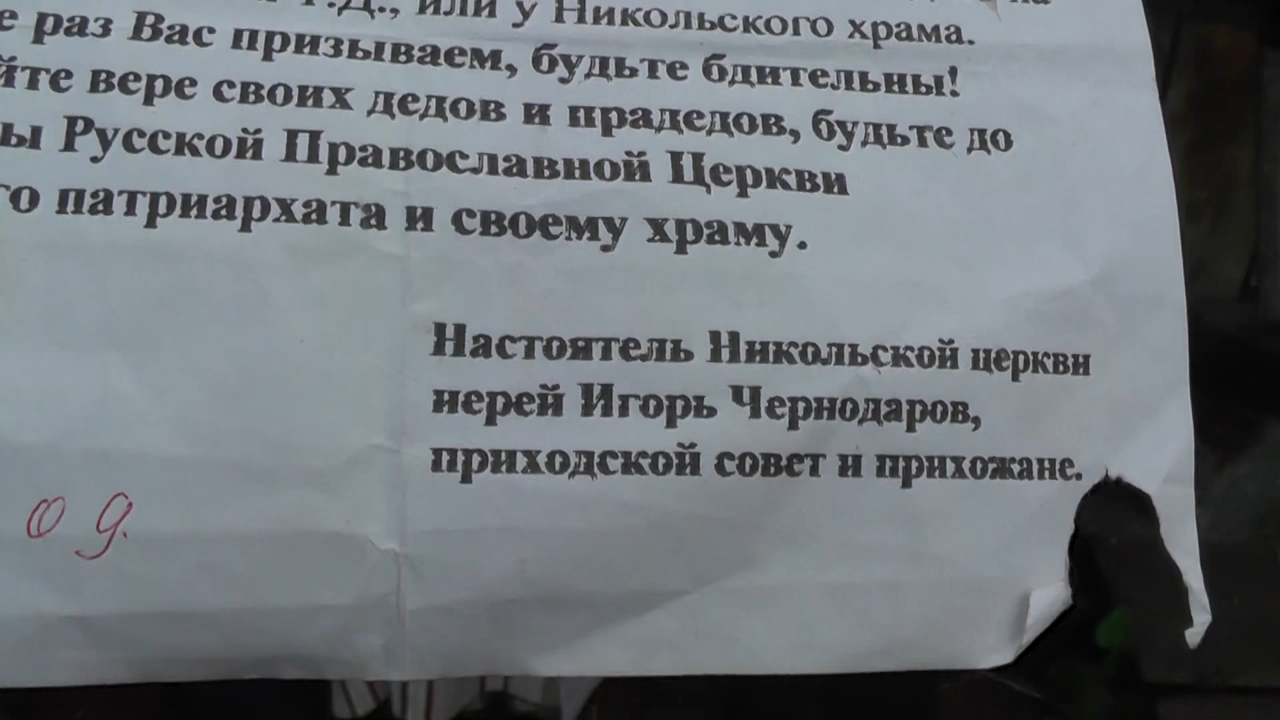 Т.Д., или у Никольского храма.
раз Вас призываем, будьте бдительны!
йте вере своих дедов и прадедов, будьте до
ы Русской Православной Церкви
го патриархата и своему храму.
Настоятель Никольской церкви
иерей Игорь Чернодаров,
приходской совет и прихожане.
09.